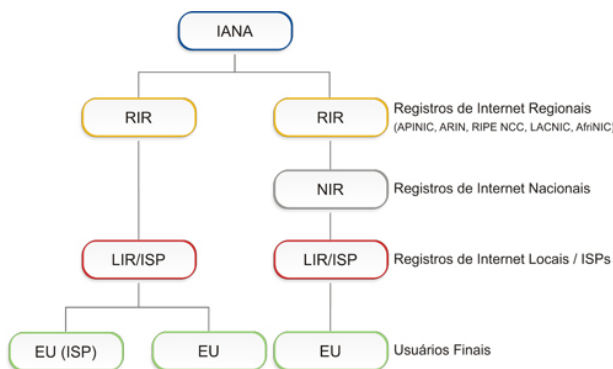 IANA
RIR
RIR
Registros de Internet Regionais
(APINIC, ARIN, RIPE NCC, LACNIC, AfriNIC)
NIR
Registros de Internet Nacionais
LIR/ISP
LIR/ISP
Registros de Internet Locais / ISPs
EU (ISP)
EU
EU
Usuários Finais